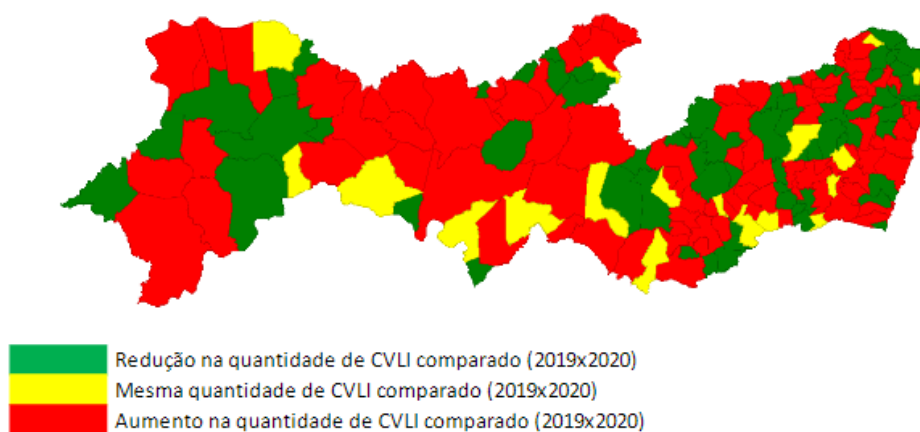 Redução na quantidade de CVLI comparado (2019x2020)
Mesma quantidade de CVLI comparado (2019x2020)
Aumento na quantidade de CVLI comparado (2019x2020)